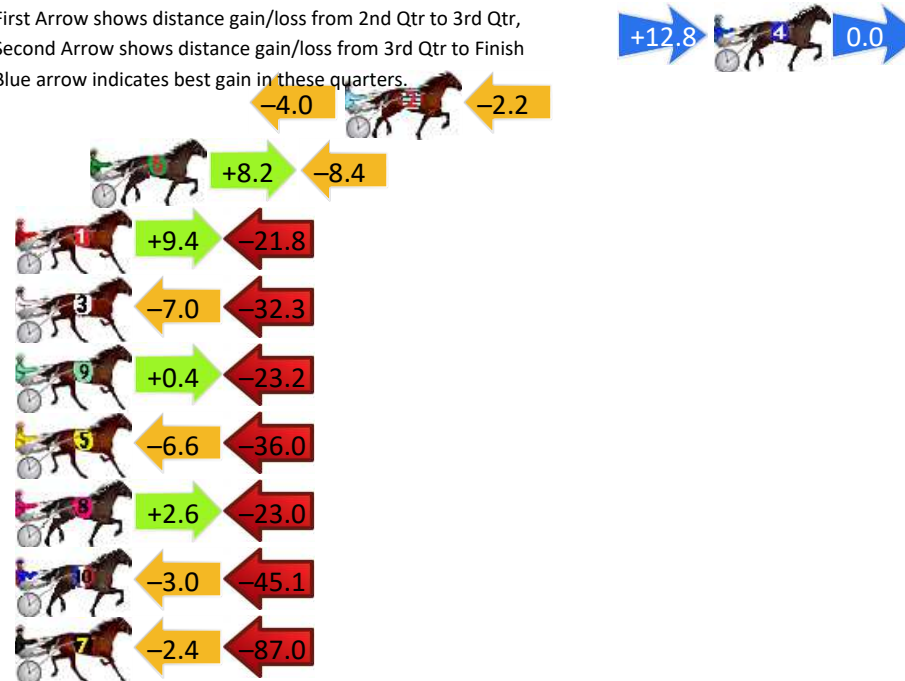 First Arrow shows distance gain/loss from 2nd Qtr to 3rd Qtr,
Second Arrow shows distance gain/loss from 3rd Qtr to Finish
Blue arrow indicates best gain in these quarters.
+12.8 4 0.0
–4.0 2 –2.2
6 +8.2 –8.4
1 +9.4 –21.8
3 –7.0 –32.3
9 +0.4 –23.2
5 –6.6 –36.0
8 +2.6 –23.0
10 –3.0 –45.1
7 –2.4 –87.0